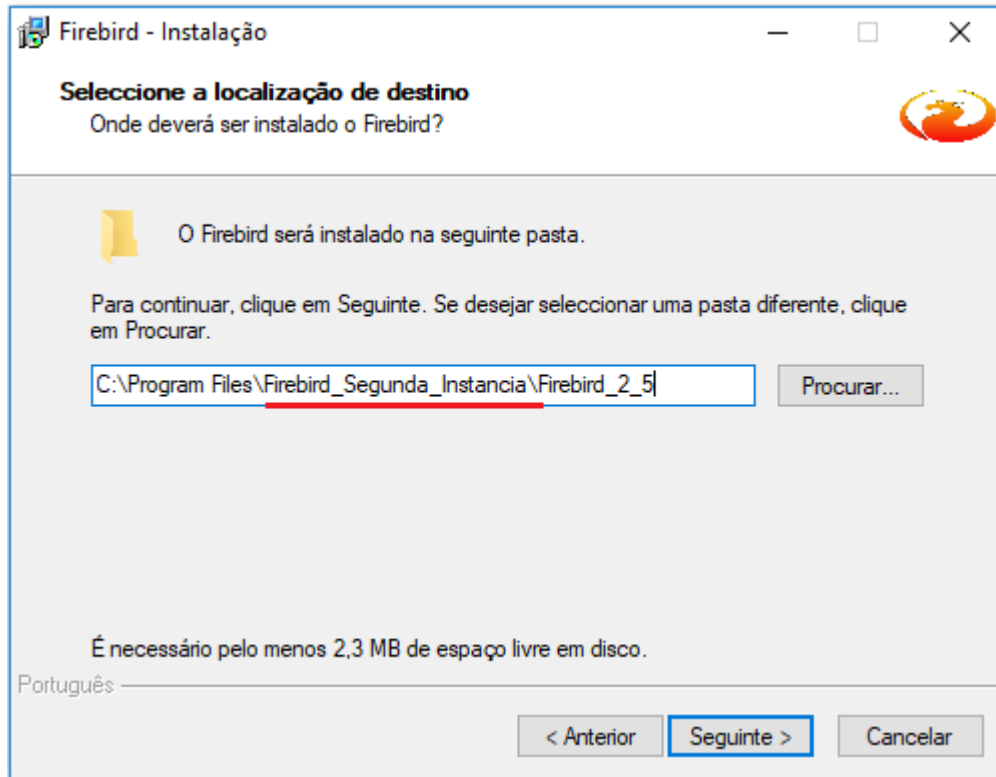 Firebird - Instalação
Seleccione a localização de destino
Onde deverá ser instalado o Firebird?
O Firebird será instalado na seguinte pasta.
Para continuar, clique em Seguinte. Se desejar seleccionar uma pasta diferente, clique
em Procurar.
C:\Program Files\Firebird_Segunda_Instancia\Firebird_2_5
Procurar...
É necessário pelo menos 2,3 MB de espaço livre em disco.
Português
< Anterior
Seguinte >
Cancelar